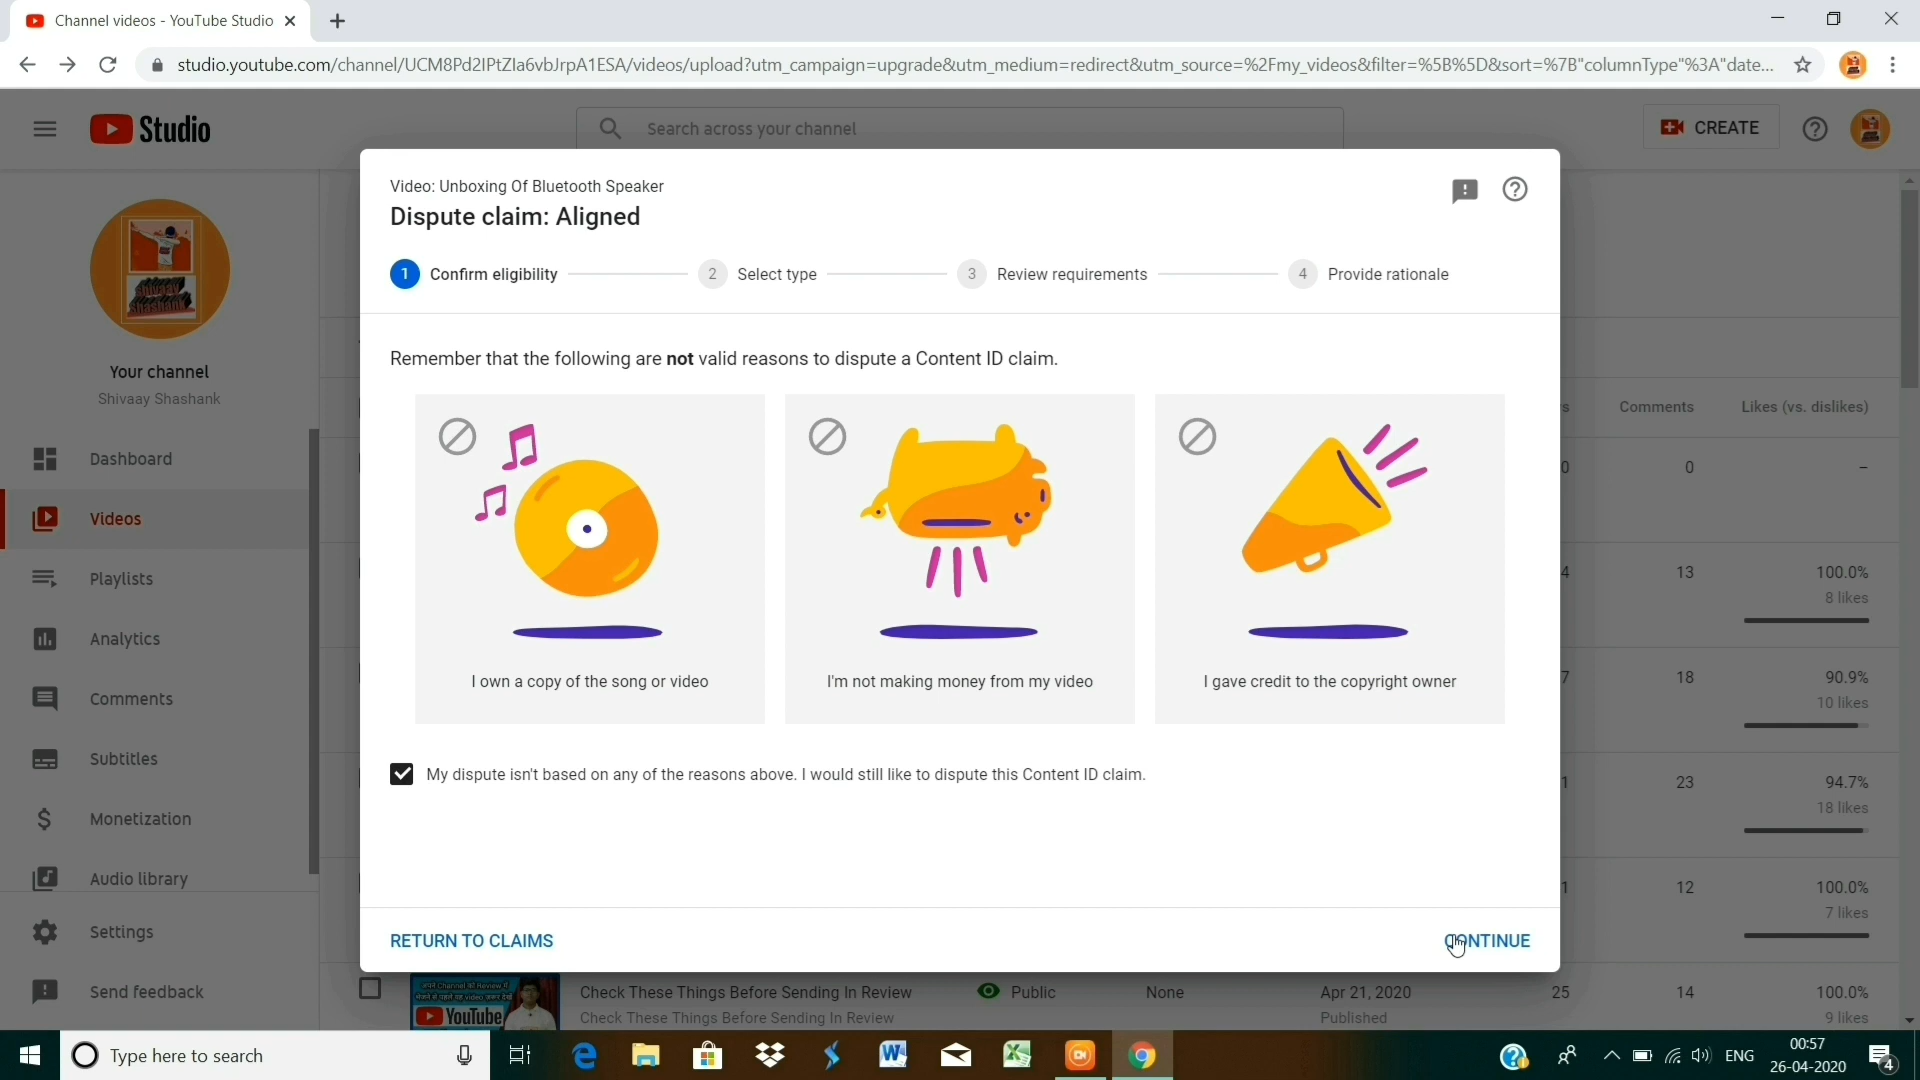 Channel videos - YouTube Studio
studio.youtube.com/channel/UCM8Pd2IPtZIa6vbJrpA1ESA/videos/upload?utm_campaign=upgrade&utm_medium=redirect&utm_source=%2Fmy_videos&filter=%5B%5D&sort=%7B"columnType"%3A"date...
Studio
Search across your channel
CREATE
Video: Unboxing Of Bluetooth Speaker
Dispute claim: Aligned
1 Confirm eligibility
2 Select type
3 Review requirements
4 Provide rationale
Remember that the following are not valid reasons to dispute a Content ID claim.
I own a copy of the song or video
I'm not making money from my video
I gave credit to the copyright owner
My dispute isn't based on any of the reasons above. I would still like to dispute this Content ID claim.
RETURN TO CLAIMS
CONTINUE
shivaay
shashank
Your channel
Shivaay Shashank
Dashboard
Videos
Playlists
Analytics
Comments
Subtitles
Monetization
Audio library
Settings
Send feedback
s Comments Likes (vs. dislikes)
0 0 –
4 13 100.0%
8 likes
7 18 90.9%
10 likes
1 23 94.7%
18 likes
1 12 100.0%
7 likes
YouTube
Check These Things Before Sending In Review Public None Apr 21, 2020 25 14 100.0%
Check These Things Before Sending In Review Published 9 likes
Type here to search
ENG
00:57
26-04-2020
4